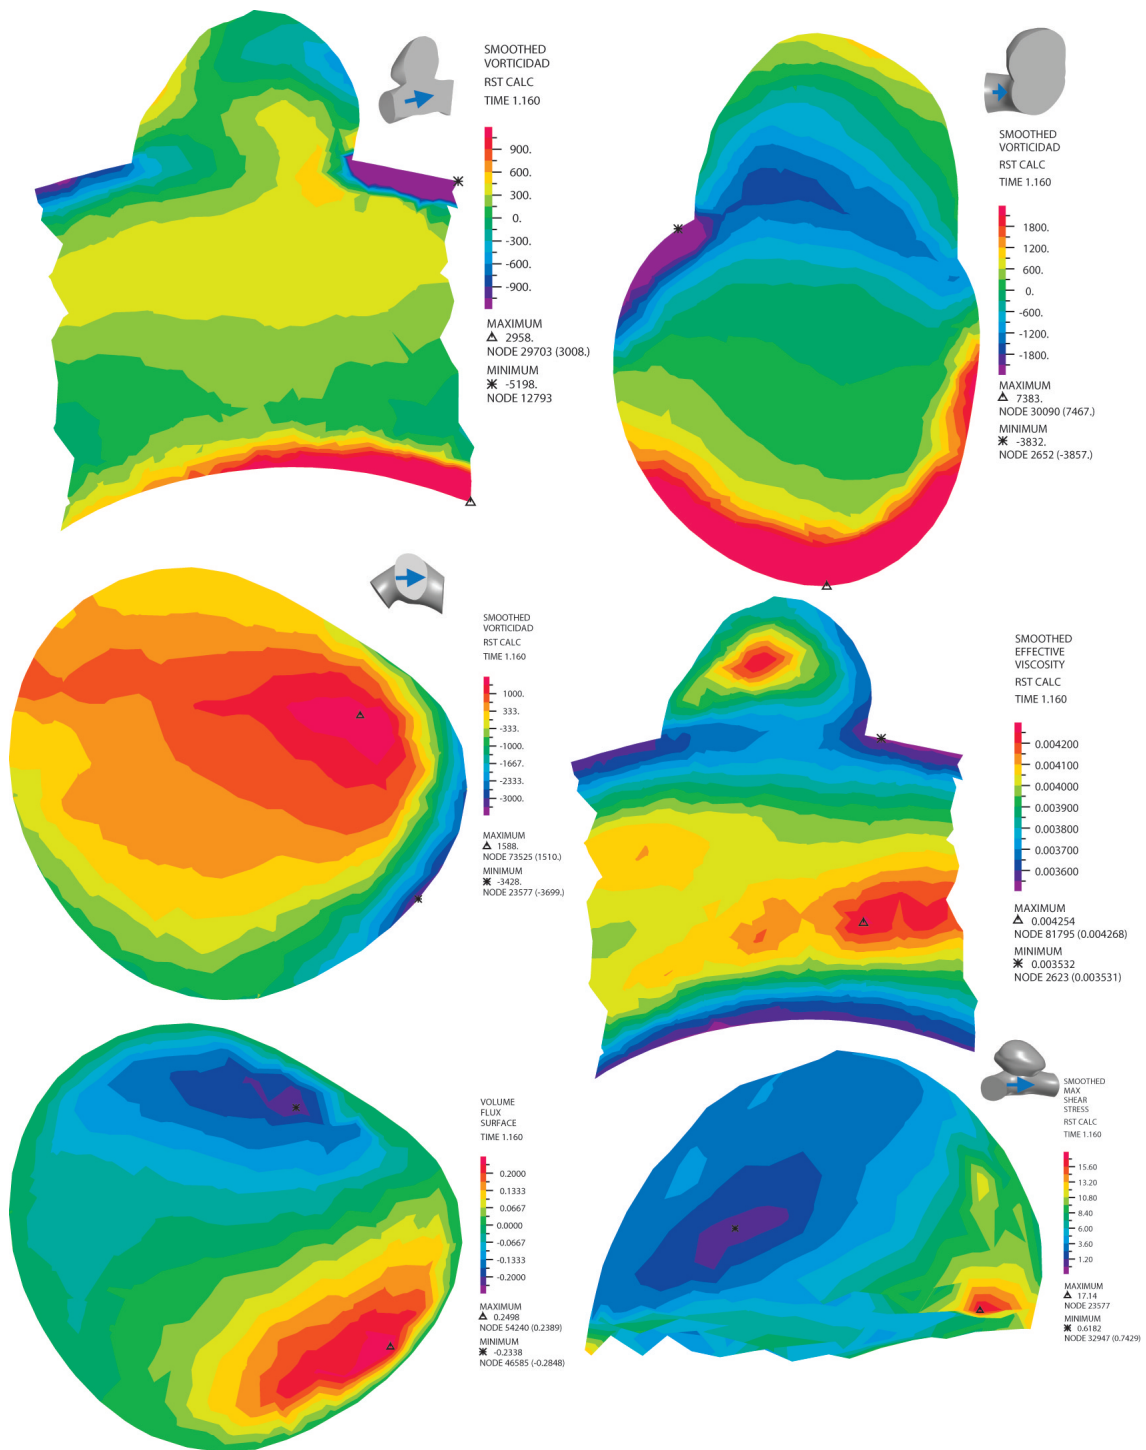 SMOOTHED
VORTICIDAD
RST CALC
TIME 1.160
900.
600.
300.
0.
-300.
-600.
-900.
MAXIMUM
2958.
NODE 29703 (3008.)
MINIMUM
-5198.
NODE 12793
SMOOTHED
VORTICIDAD
RST CALC
TIME 1.160
1800.
600.
0.
-600.
-1200.
-1800.
MAXIMUM
7383.
NODE 30090 (7467.)
MINIMUM
-3832.
NODE 2652 (-3857.)
SMOOTHED
VORTICIDAD
RST CALC
TIME 1.160
1000.
333.
-333.
-1000.
-1667.
-2333.
-3000.
MAXIMUM
1588.
NODE 73525 (1510.)
MINIMUM
-3428.
NODE 23577 (-3699.)
SMOOTHED
EFFECTIVE
VISCOSITY
RST CALC
TIME 1.160
0.004200
0.004100
0.004000
0.003900
0.003800
0.003700
0.003600
MAXIMUM
0.004254
NODE 81795 (0.004268)
MINIMUM
0.003532
NODE 2623 (0.003531)
VOLUME
FLUX
SURFACE
TIME 1.160
0.2000
0.1333
0.0667
0.0000
-0.0667
-0.1333
-0.2000
MAXIMUM
0.2498
NODE 54240 (0.2389)
MINIMUM
-0.2338
NODE 46585 (-0.2848)
SMOOTHED
MAX
SHEAR
STRESS
RST CALC
TIME 1.160
15.60
13.20
10.80
8.40
6.00
3.60
1.20
MAXIMUM
17.14
NODE 23577
MINIMUM
0.6182
NODE 32947 (0.7429)